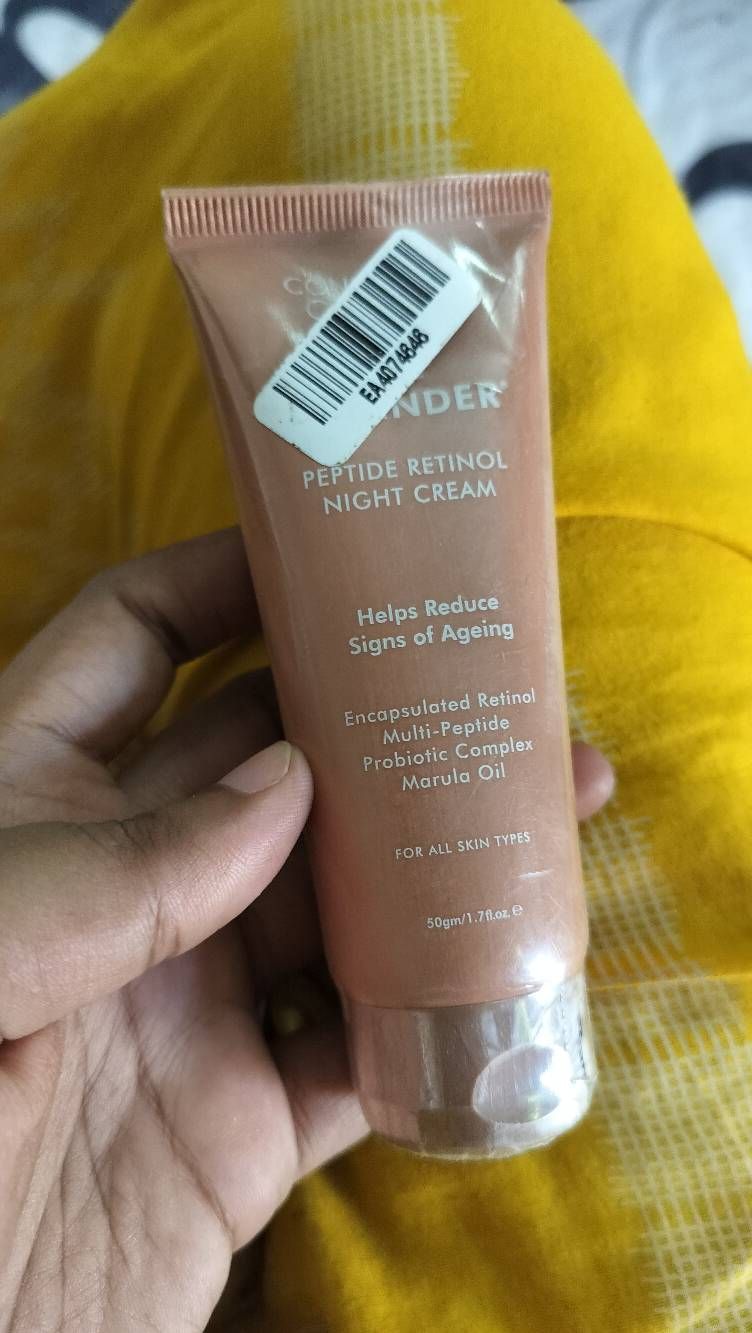 EA4074848
PEPTIDE RETINOL
NIGHT CREAM
Helps Reduce
Signs of Ageing
Encapsulated Retinol
Multi-Peptide
Probiotic Complex
Marula Oil
FOR ALL SKIN TYPES
50gm/1.7fl.oz.℮